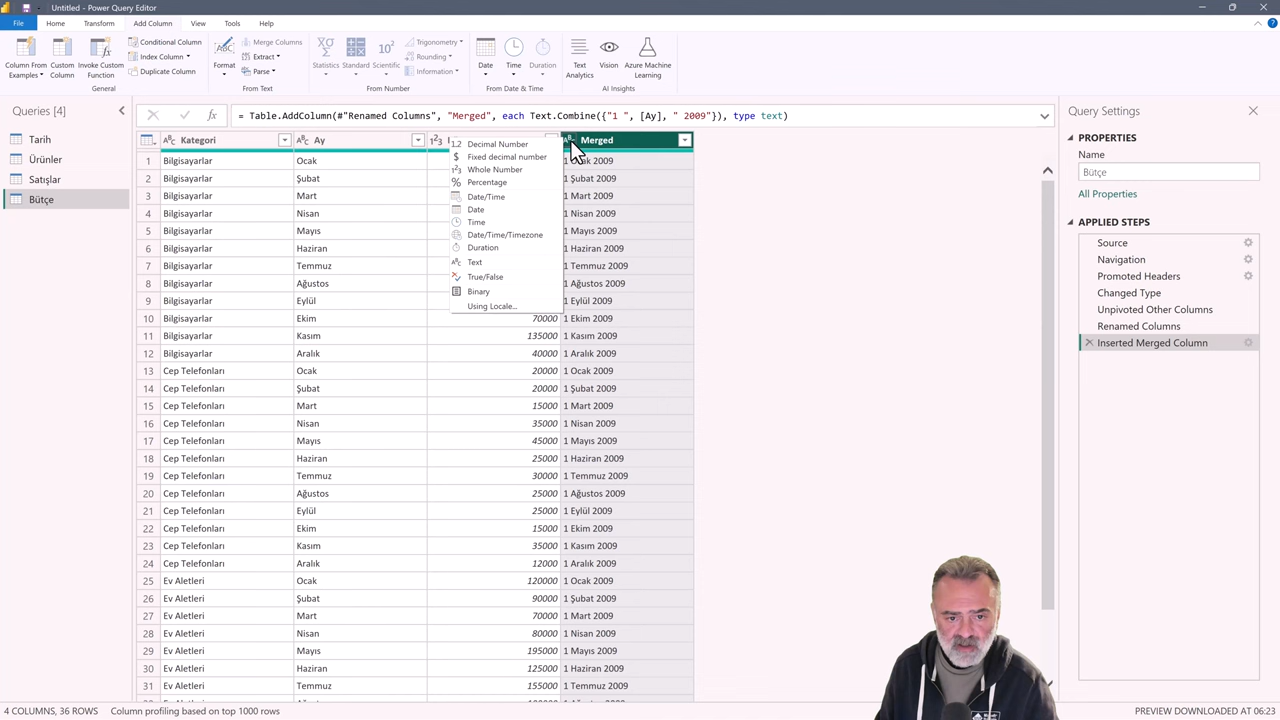 Untitled - Power Query Editor
File Home Transform Add Column View Tools Help
Column From Examples
Custom Column
Invoke Custom Function
Conditional Column
Index Column
Duplicate Column
General
Format
Merge Columns
Extract
Parse
From Text
Statistics
Standard
Scientific
Trigonometry
Rounding
Information
From Number
Date
Time
Duration
From Date & Time
Text Analytics
Vision
Azure Machine Learning
AI Insights
Queries [4]
Tarih
Ürünler
Satışlar
Bütçe
= Table.AddColumn(#"Renamed Columns", "Merged", each Text.Combine({"1 ", [Ay], " 2009"}), type text)
Kategori Ay Merged
1.2 Decimal Number
$ Fixed decimal number
123 Whole Number
% Percentage
Date/Time
Date
Time
Date/Time/Timezone
Duration
Text
True/False
Binary
Using Locale...
1 Bilgisayarlar Ocak 2009
2 Bilgisayarlar Şubat 1 Şubat 2009
3 Bilgisayarlar Mart 1 Mart 2009
4 Bilgisayarlar Nisan 1 Nisan 2009
5 Bilgisayarlar Mayıs 1 Mayıs 2009
6 Bilgisayarlar Haziran 1 Haziran 2009
7 Bilgisayarlar Temmuz 1 Temmuz 2009
8 Bilgisayarlar Ağustos 1 Ağustos 2009
9 Bilgisayarlar Eylül 1 Eylül 2009
10 Bilgisayarlar Ekim 70000 1 Ekim 2009
11 Bilgisayarlar Kasım 135000 1 Kasım 2009
12 Bilgisayarlar Aralık 40000 1 Aralık 2009
13 Cep Telefonları Ocak 20000 1 Ocak 2009
14 Cep Telefonları Şubat 20000 1 Şubat 2009
15 Cep Telefonları Mart 15000 1 Mart 2009
16 Cep Telefonları Nisan 35000 1 Nisan 2009
17 Cep Telefonları Mayıs 45000 1 Mayıs 2009
18 Cep Telefonları Haziran 25000 1 Haziran 2009
19 Cep Telefonları Temmuz 30000 1 Temmuz 2009
20 Cep Telefonları Ağustos 25000 1 Ağustos 2009
21 Cep Telefonları Eylül 25000 1 Eylül 2009
22 Cep Telefonları Ekim 15000 1 Ekim 2009
23 Cep Telefonları Kasım 35000 1 Kasım 2009
24 Cep Telefonları Aralık 12000 1 Aralık 2009
25 Ev Aletleri Ocak 120000 1 Ocak 2009
26 Ev Aletleri Şubat 90000 1 Şubat 2009
27 Ev Aletleri Mart 70000 1 Mart 2009
28 Ev Aletleri Nisan 80000 1 Nisan 2009
29 Ev Aletleri Mayıs 195000 1 Mayıs 2009
30 Ev Aletleri Haziran 125000 1 Haziran 2009
31 Ev Aletleri Temmuz 155000 1 Temmuz 2009
Query Settings
PROPERTIES
Name
Bütçe
All Properties
APPLIED STEPS
Source
Navigation
Promoted Headers
Changed Type
Unpivoted Other Columns
Renamed Columns
Inserted Merged Column
4 COLUMNS, 36 ROWS Column profiling based on top 1000 rows
PREVIEW DOWNLOADED AT 06:23